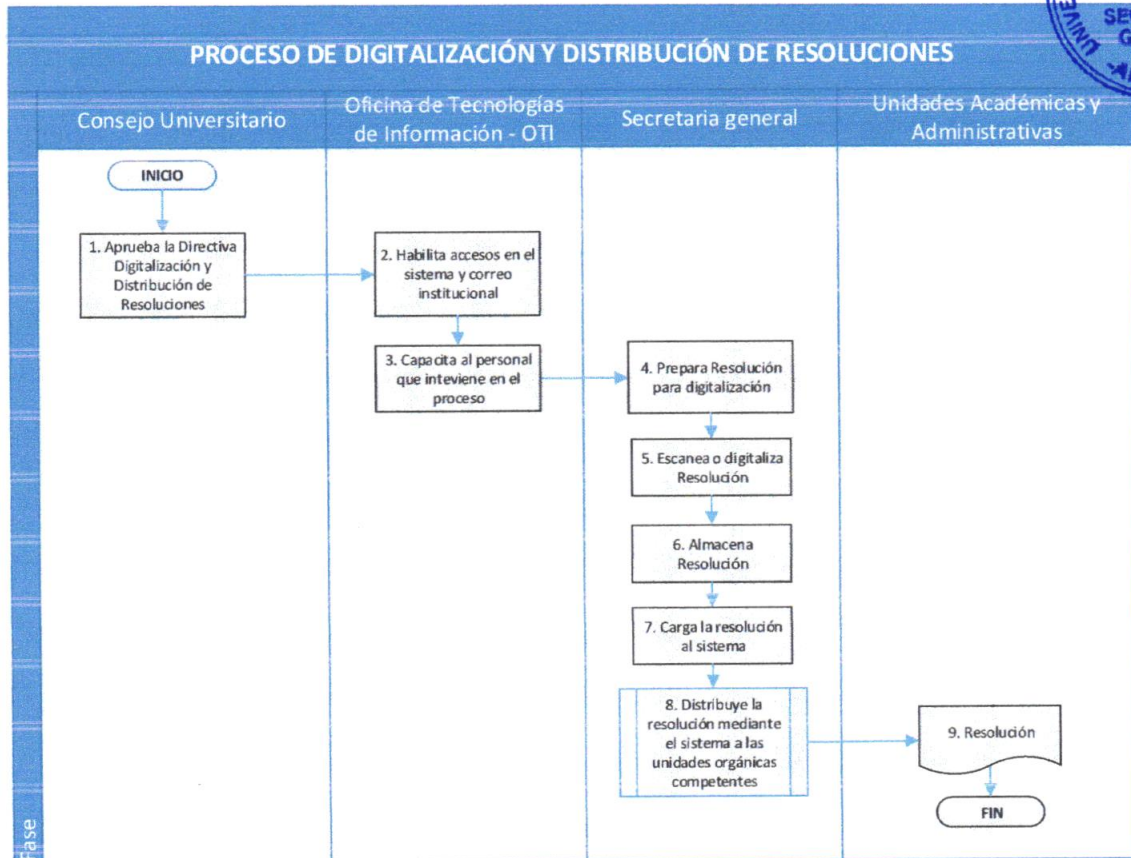 PROCESO DE DIGITALIZACIÓN Y DISTRIBUCIÓN DE RESOLUCIONES
SE
G
UNIVE
Consejo Universitario
Oficina de Tecnologías
de Información - OTI
Secretaria general
Unidades Académicas y
Administrativas
INICIO
1. Aprueba la Directiva
Digitalización y
Distribución de
Resoluciones
2. Habilita accesos en el
sistema y correo
institucional
3. Capacita al personal
que inteviene en el
proceso
4. Prepara Resolución
para digitalización
5. Escanea o digitaliza
Resolución
6. Almacena
Resolución
7. Carga la resolución
al sistema
8. Distribuye la
resolución mediante
el sistema a las
unidades orgánicas
competentes
9. Resolución
FIN
Fase